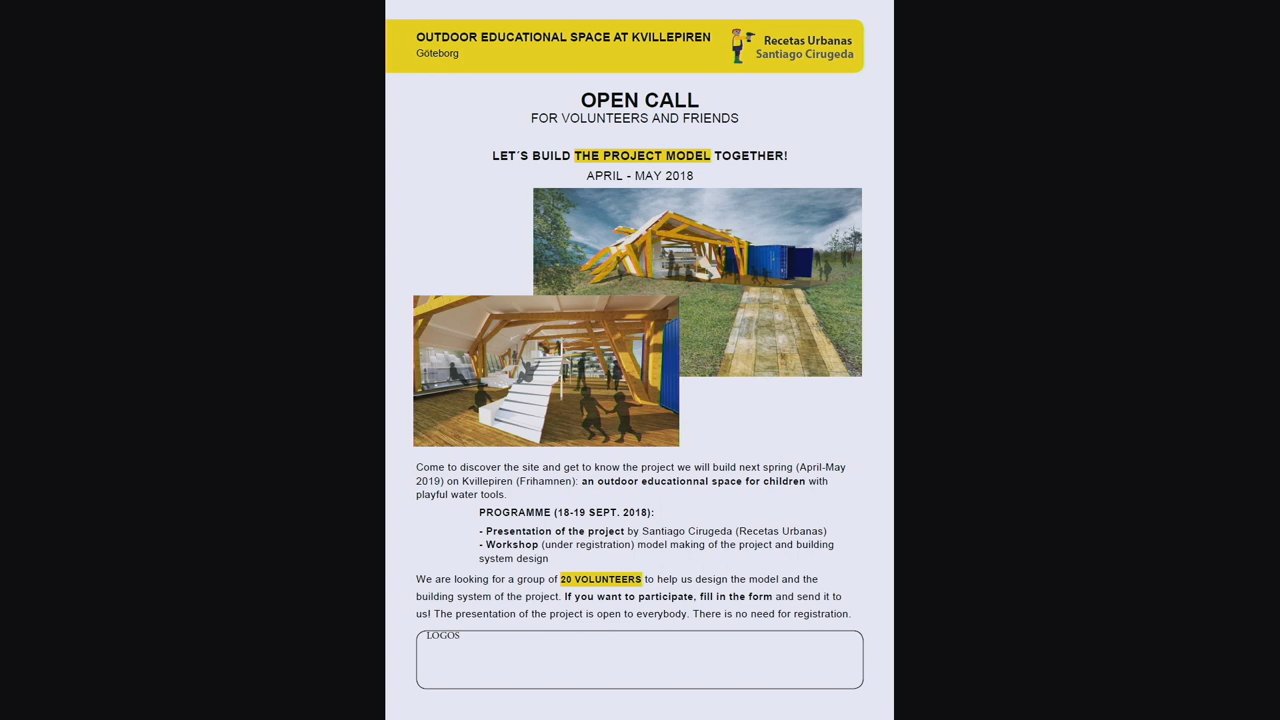 OUTDOOR EDUCATIONAL SPACE AT KVILLEPIREN
Göteborg
Recetas Urbanas
Santiago Cirugeda
OPEN CALL
FOR VOLUNTEERS AND FRIENDS
LET´S BUILD THE PROJECT MODEL TOGETHER!
APRIL - MAY 2018
Come to discover the site and get to know the project we will build next spring (April-May
2019) on Kvillepiren (Frihamnen): an outdoor educationnal space for children with
playful water tools.
PROGRAMME (18-19 SEPT. 2018):
- Presentation of the project by Santiago Cirugeda (Recetas Urbanas)
- Workshop (under registration) model making of the project and building
system design
We are looking for a group of 20 VOLUNTEERS to help us design the model and the
building system of the project. If you want to participate, fill in the form and send it to
us! The presentation of the project is open to everybody. There is no need for registration.
LOGOS